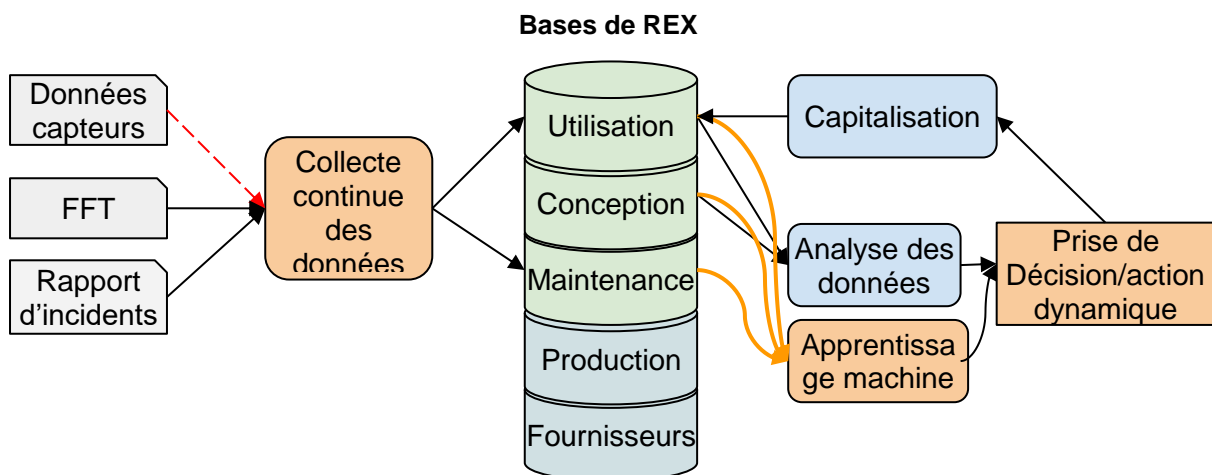 Bases de REX
Données
capteurs
FFT
Rapport
d'incidents
Collecte
continue
des
données
Utilisation
Conception
Maintenance
Production
Fournisseurs
Capitalisation
Analyse des
données
Apprentissa
ge machine
Prise de
Décision/action
dynamique